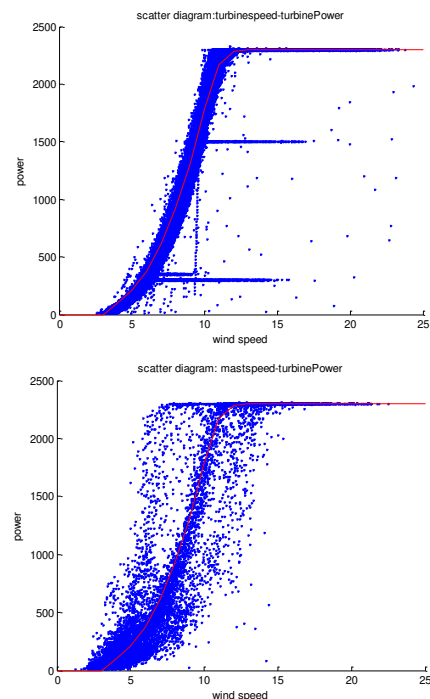 scatter diagram:turbinespeed-turbinePower
2500
2000
1500
1000
500
0
power
0 5 10 15 20 25
wind speed
scatter diagram: mastspeed-turbinePower
2500
2000
1500
1000
500
0
power
0 5 10 15 20 25
wind speed